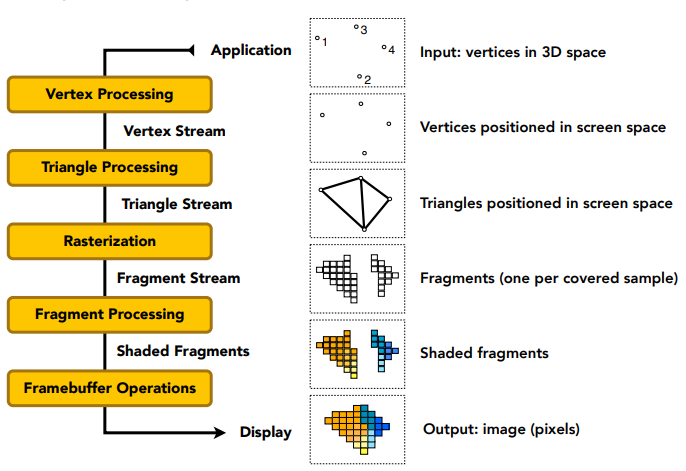 Application
Vertex Processing
Vertex Stream
Triangle Processing
Triangle Stream
Rasterization
Fragment Stream
Fragment Processing
Shaded Fragments
Framebuffer Operations
Display
1
3
4
2
Input: vertices in 3D space
Vertices positioned in screen space
Triangles positioned in screen space
Fragments (one per covered sample)
Shaded fragments
Output: image (pixels)